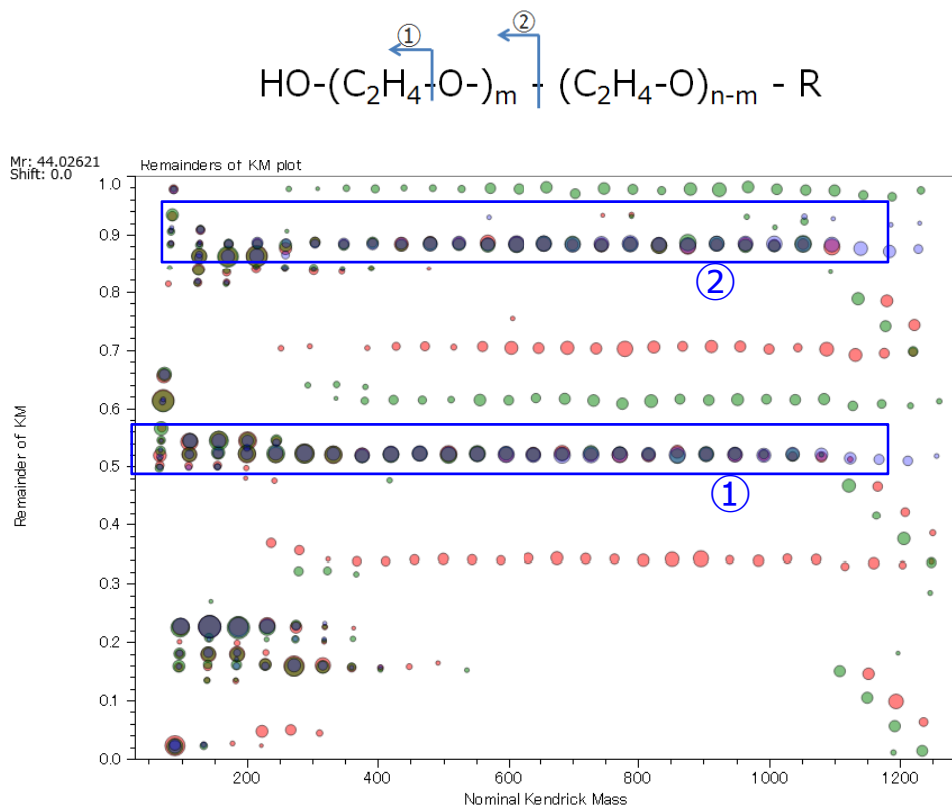 ① ②
HO-(C₂H₄-O-)ₘ - (C₂H₄-O)ₙ₋ₘ - R
Mr: 44.02621
Shift: 0.0
Remainders of KM plot
1.0
0.9
0.8
0.7
0.6
0.5
0.4
0.3
0.2
0.1
0.0
②
①
Remainder of KM
200 400 600 800 1000 1200
Nominal Kendrick Mass